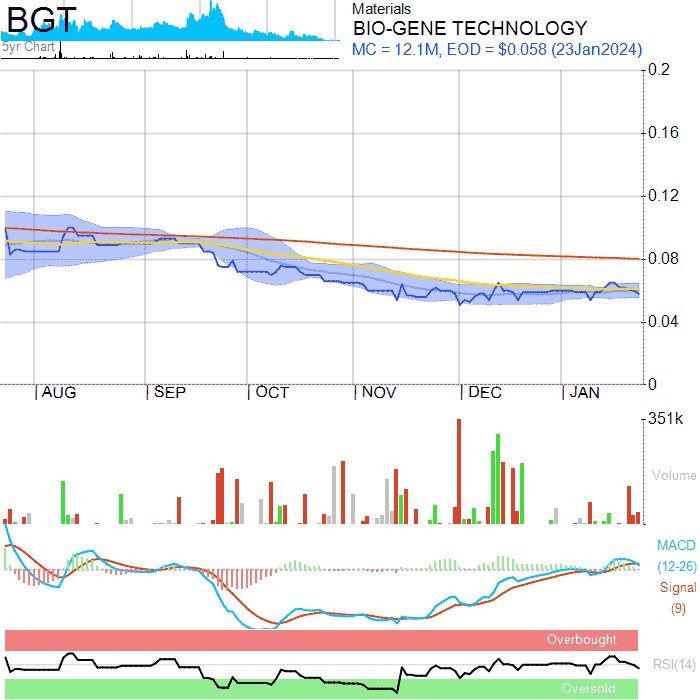 BGT
5yr Chart
Materials
BIO-GENE TECHNOLOGY
MC = 12.1M, EOD = $0.058 (23Jan2024)
0.2
0.16
0.12
0.08
0.04
0
AUG SEP OCT NOV DEC JAN
351k
Volume
MACD
(12-26)
Signal
(9)
Overbought
RSI(14)
Oversold